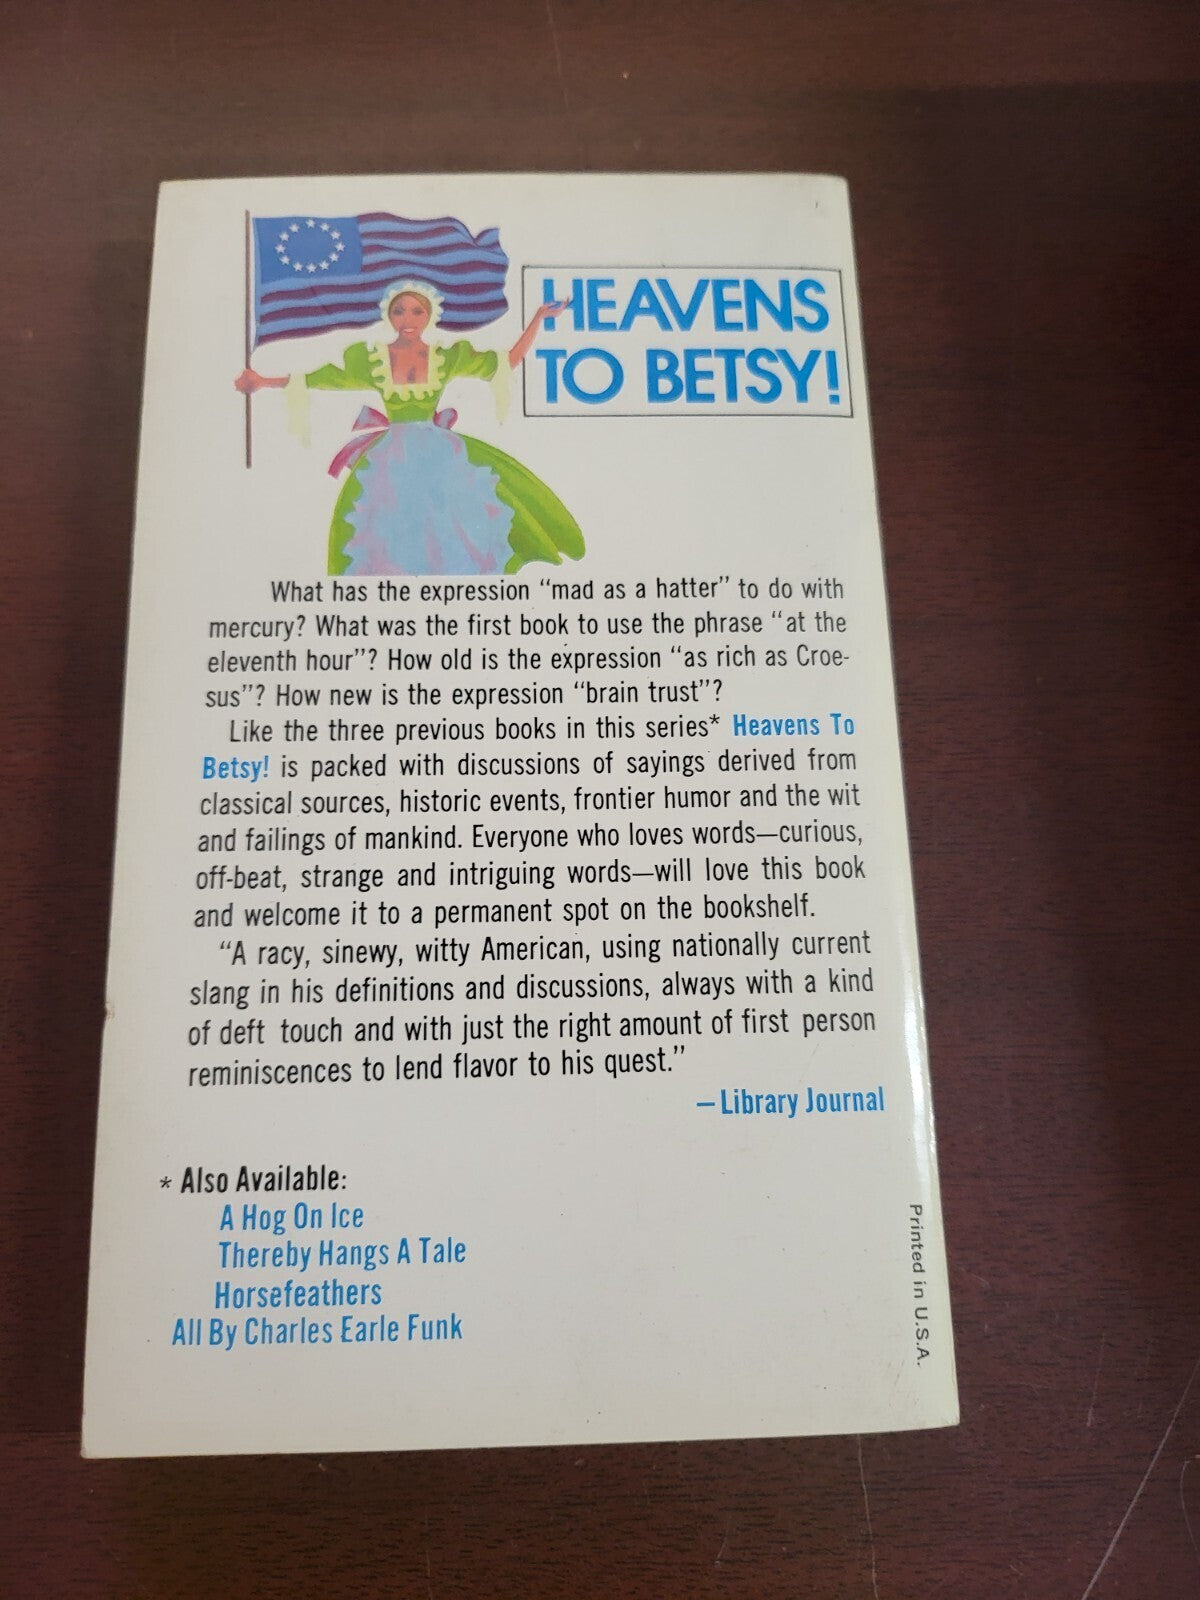 HEAVENS
TO BETSY!
What has the expression "mad as a hatter" to do with
mercury? What was the first book to use the phrase "at the
eleventh hour"? How old is the expression "as rich as Croe-
sus"? How new is the expression "brain trust"?
Like the three previous books in this series* Heavens To
Betsy! is packed with discussions of sayings derived from
classical sources, historic events, frontier humor and the wit
and failings of mankind. Everyone who loves words—curious,
off-beat, strange and intriguing words—will love this book
and welcome it to a permanent spot on the bookshelf.
"A racy, sinewy, witty American, using nationally current
slang in his definitions and discussions, always with a kind
of deft touch and with just the right amount of first person
reminiscences to lend flavor to his quest."
—Library Journal
* Also Available:
A Hog On Ice
Thereby Hangs A Tale
Horsefeathers
All By Charles Earle Funk
Printed in U.S.A.